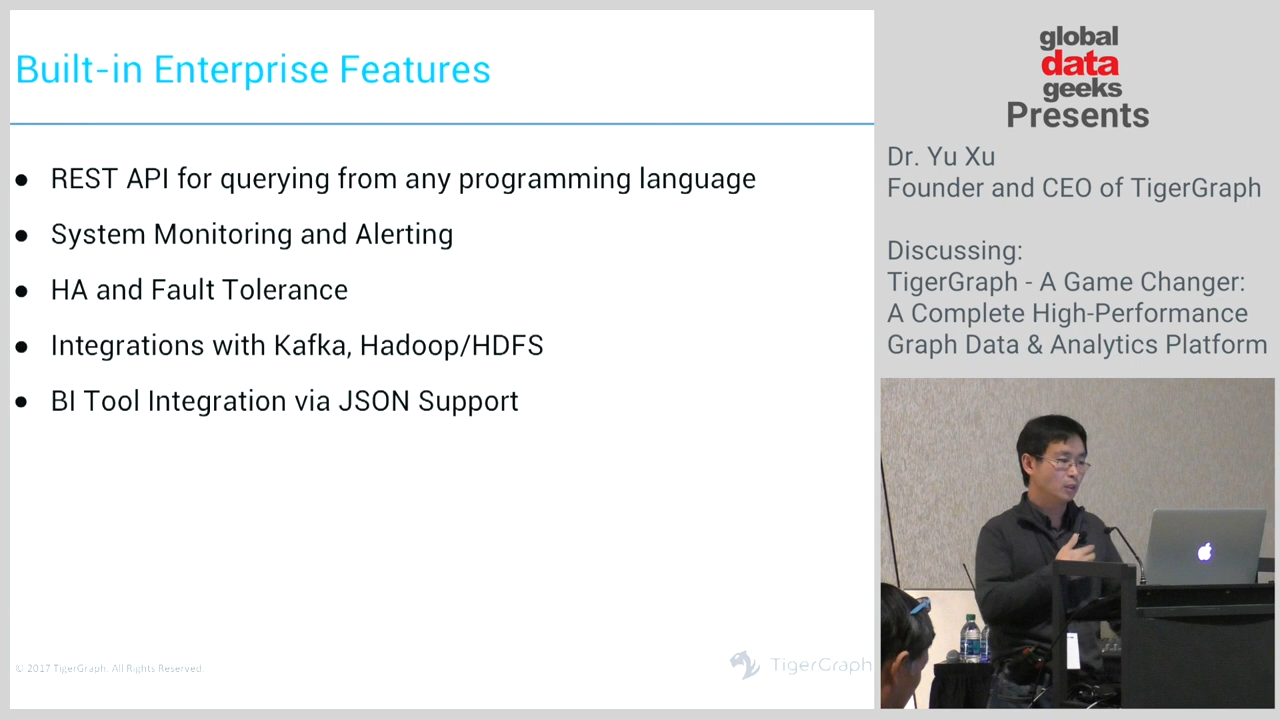 Built-in Enterprise Features
● REST API for querying from any programming language
● System Monitoring and Alerting
● HA and Fault Tolerance
● Integrations with Kafka, Hadoop/HDFS
● BI Tool Integration via JSON Support
© 2017 TigerGraph. All Rights Reserved.
TigerGraph
global
data
geeks
Presents
Dr. Yu Xu
Founder and CEO of TigerGraph
Discussing:
TigerGraph - A Game Changer:
A Complete High-Performance
Graph Data & Analytics Platform